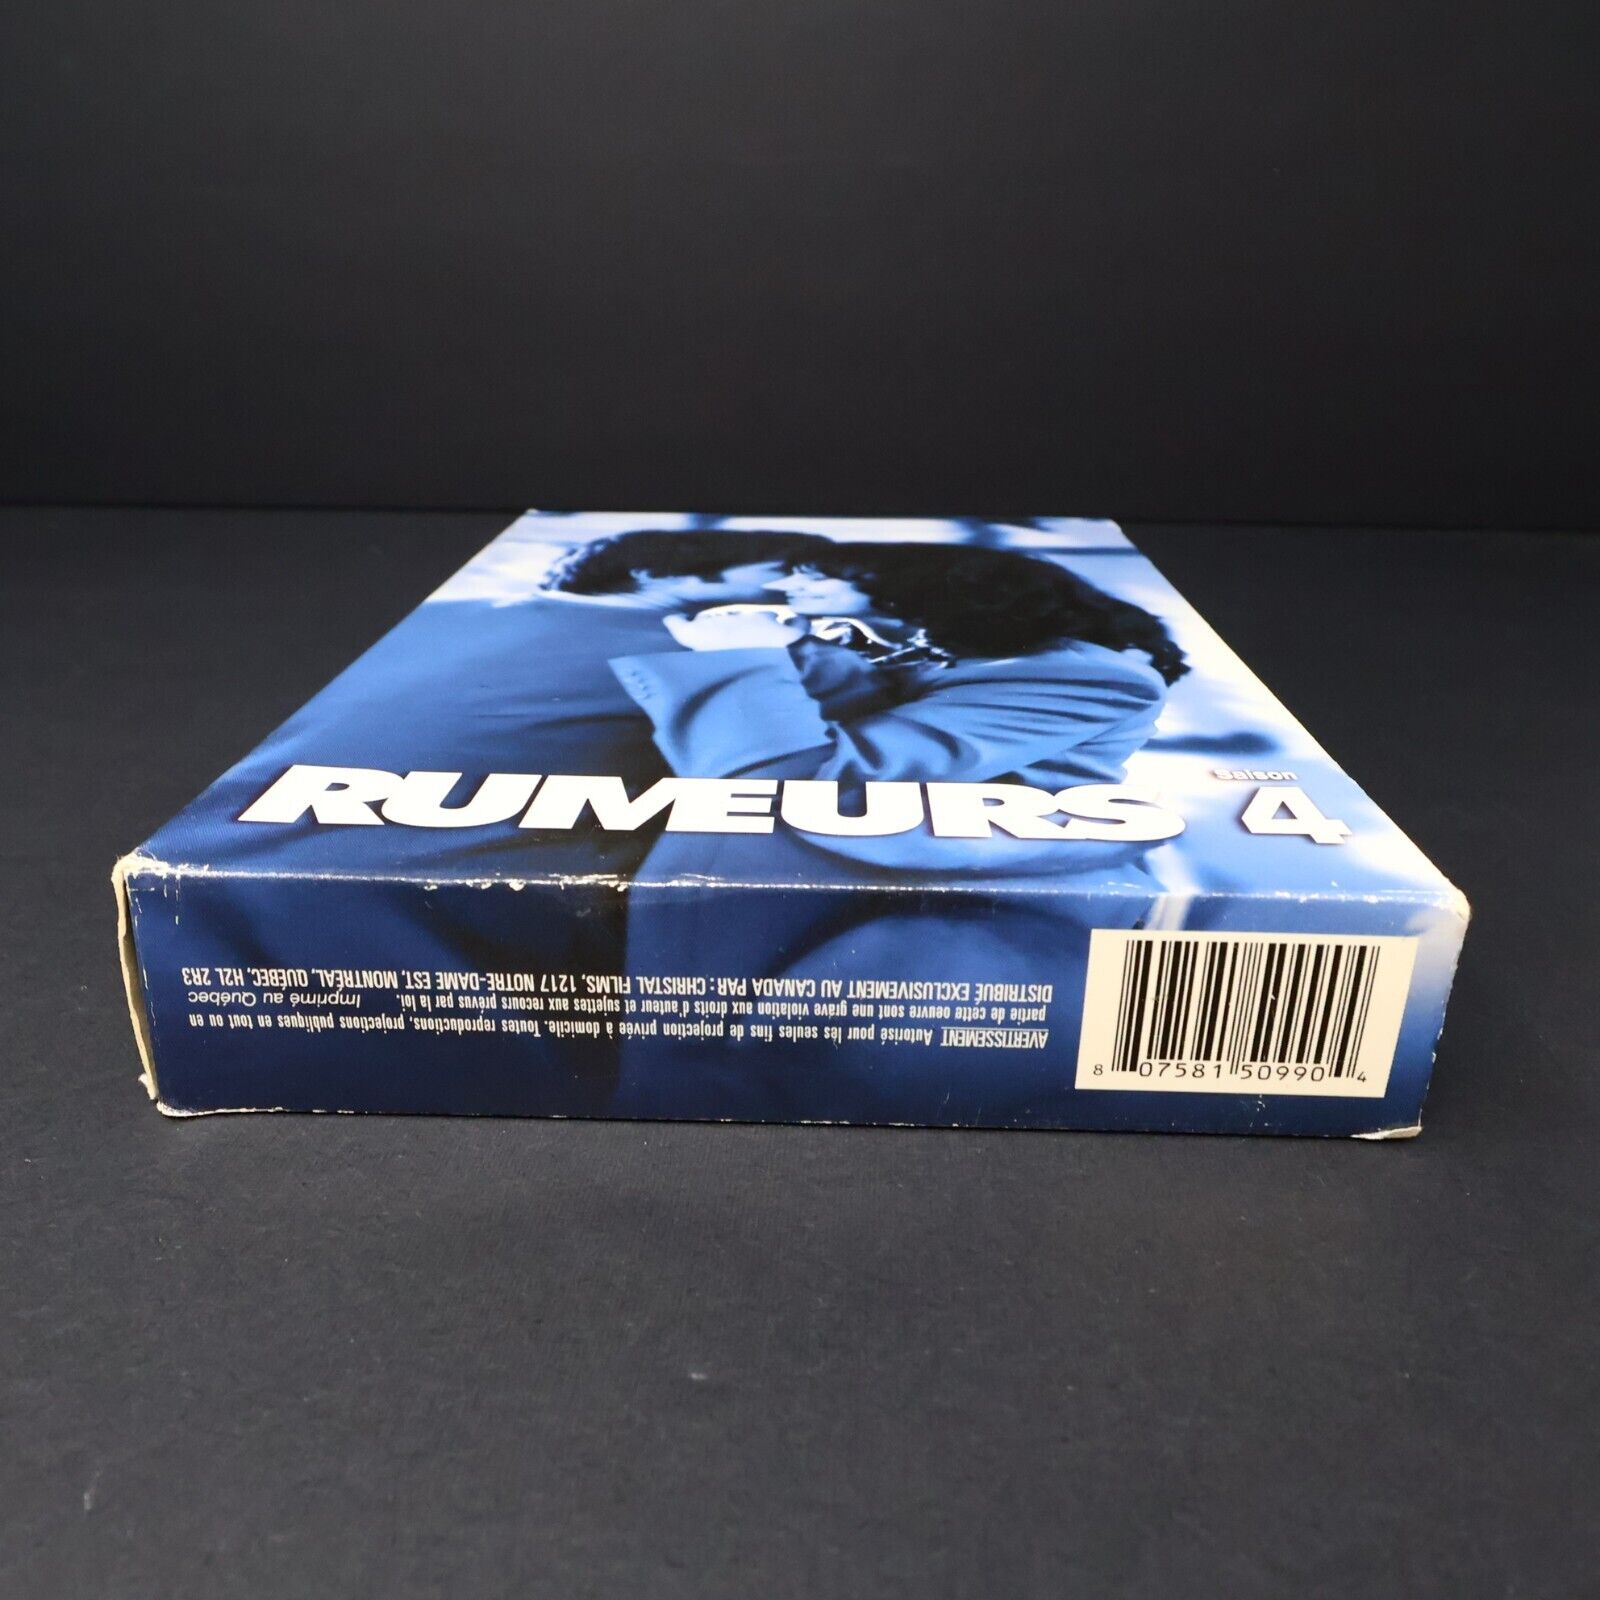 Saison
RUMEURS 4
AVERTISSEMENT Autorisé pour les seules fins de projection privée à domicile. Toutes reproductions, projections publiques en tout ou en
partie de cette oeuvre sont une grave violation aux droits d'auteur et sujettes aux recours prévus par la loi. Imprimé au Québec
DISTRIBUÉ EXCLUSIVEMENT AU CANADA PAR : CHRISTAL FILMS, 1217 NOTRE-DAME EST, MONTRÉAL, QUÉBEC, H2L 2R3
8 07581 50990 4